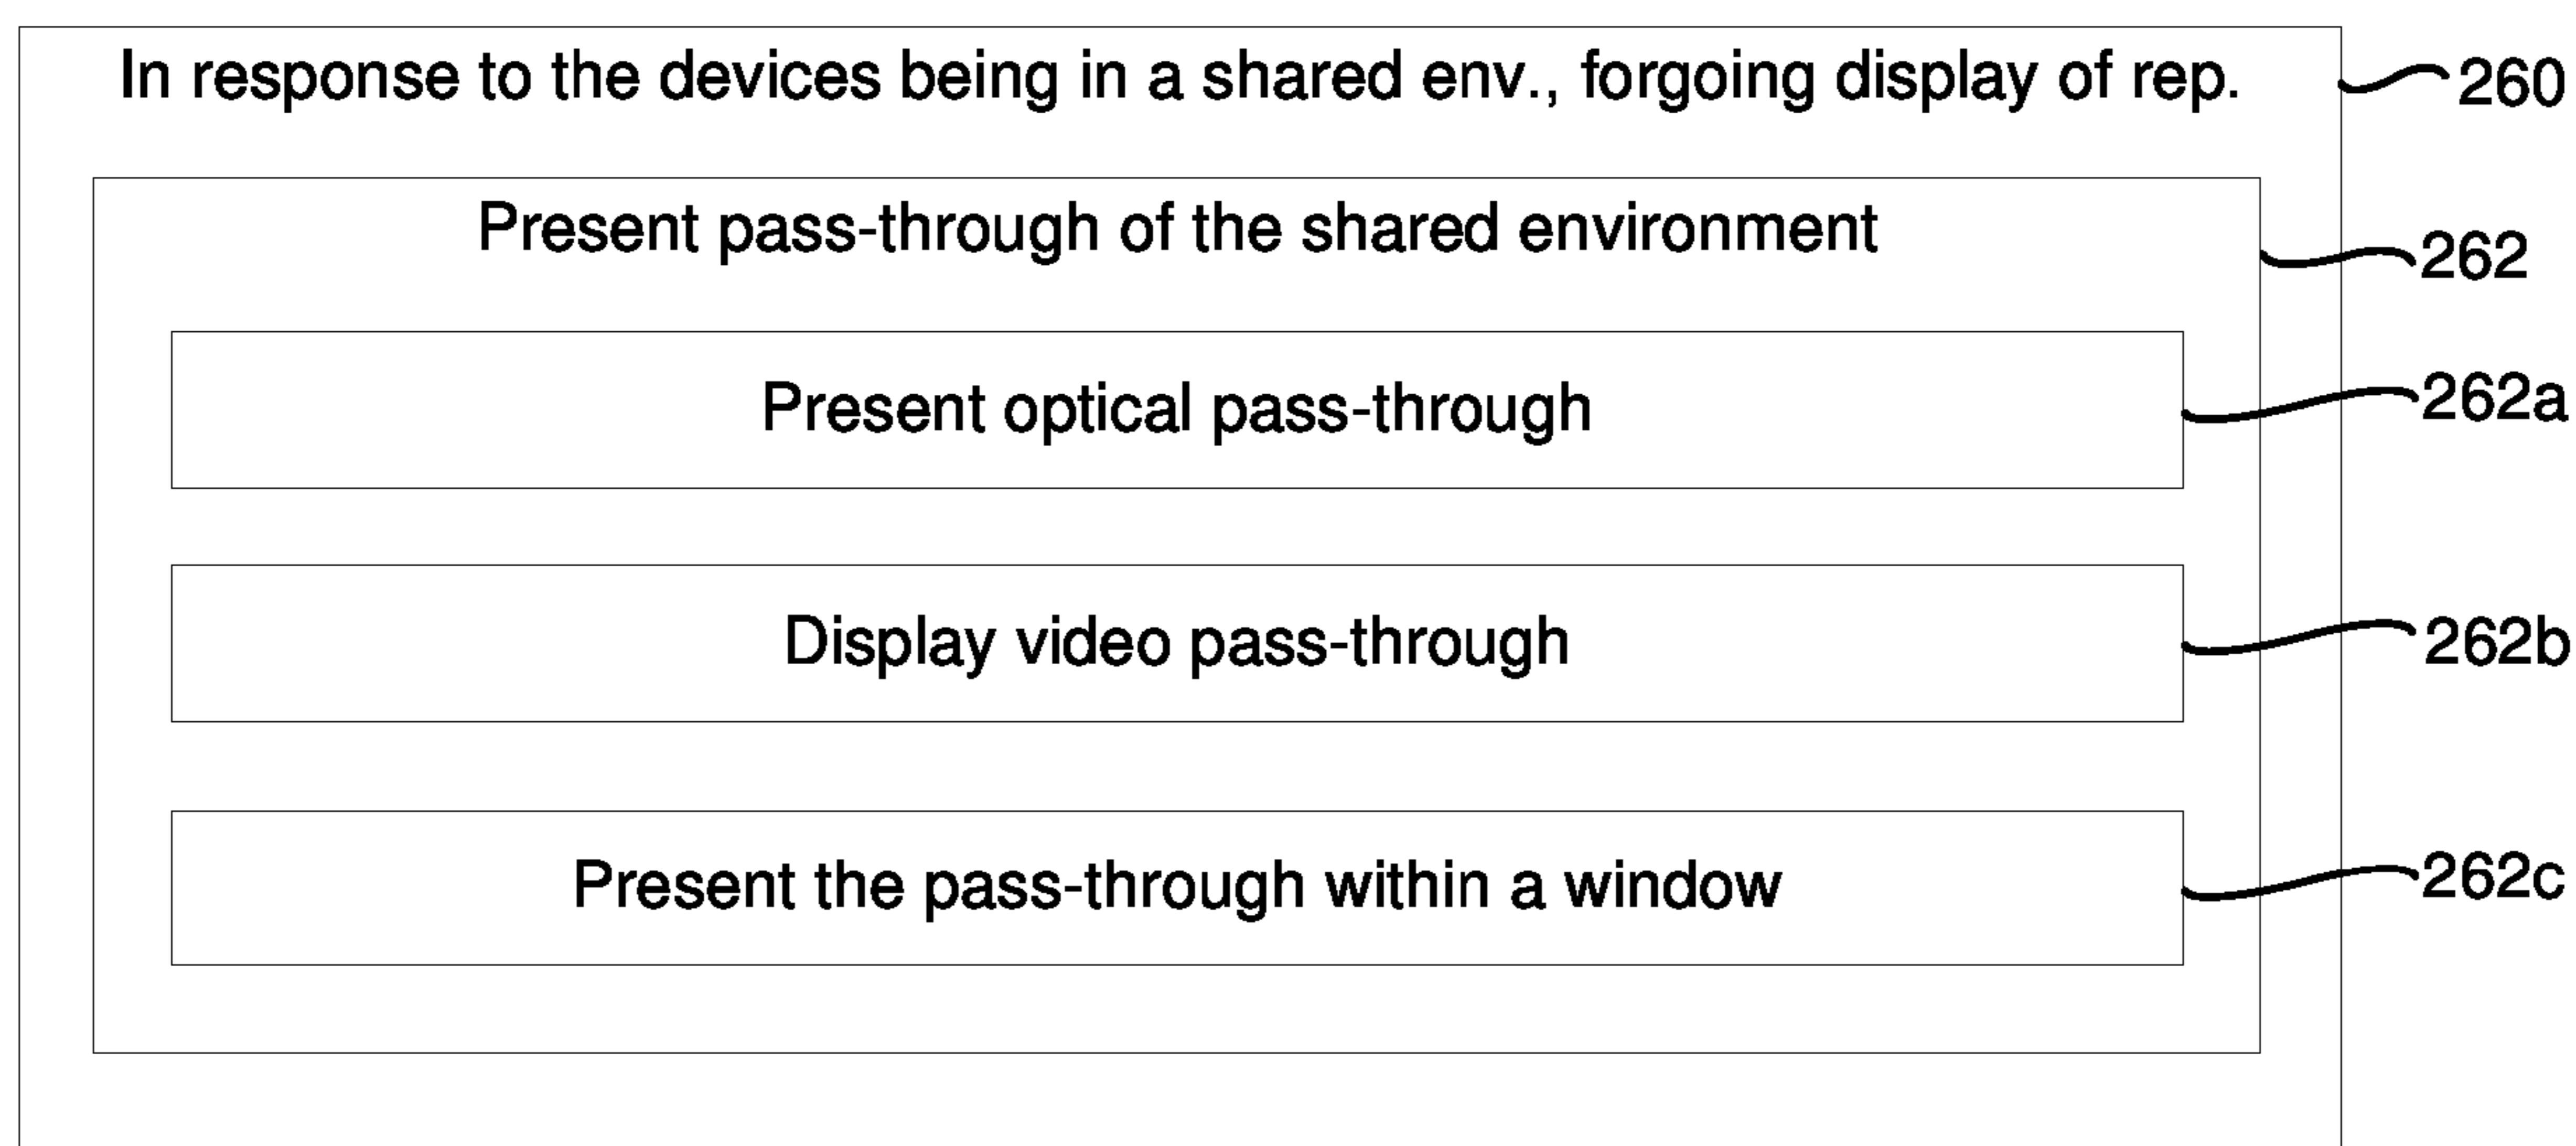 In response to the devices being in a shared env., forgoing display of rep. 260
Present pass-through of the shared environment 262
Present optical pass-through 262a
Display video pass-through 262b
Present the pass-through within a window 262c